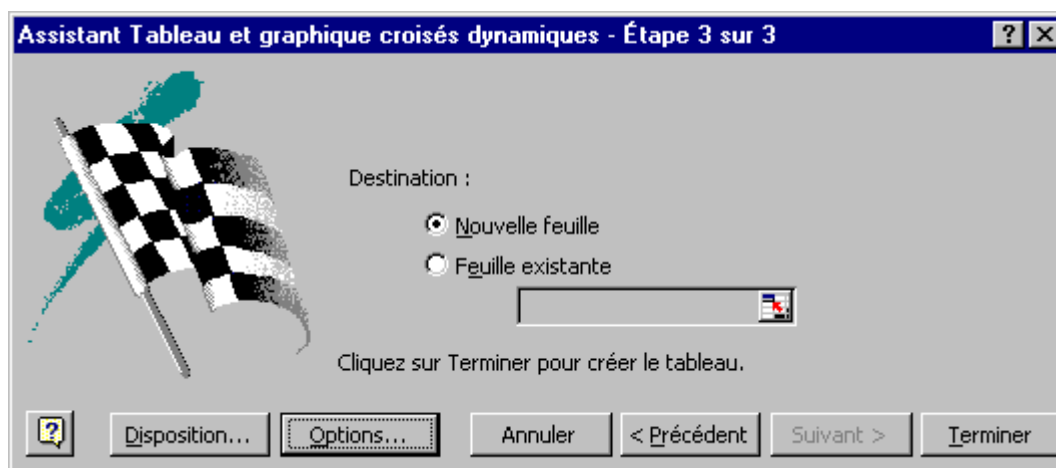 Assistant Tableau et graphique croisés dynamiques - Étape 3 sur 3
Destination :
Nouvelle feuille
Feuille existante
Cliquez sur Terminer pour créer le tableau.
Disposition... Options... Annuler < Précédent Suivant > Terminer